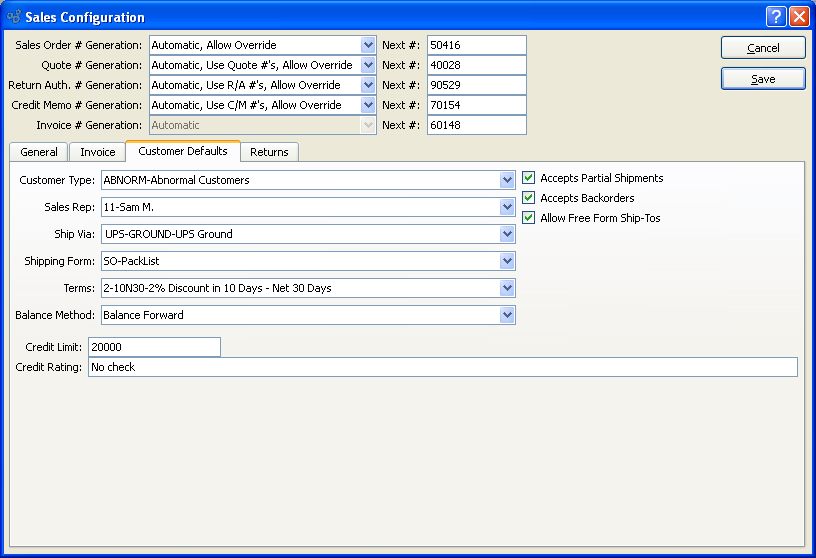 Sales Configuration
Sales Order # Generation: Automatic, Allow Override Next #: 50416
Cancel
Quote # Generation: Automatic, Use Quote #'s, Allow Override Next #: 40028
Return Auth. # Generation: Automatic, Use R/A #'s, Allow Override Next #: 90529
Save
Credit Memo # Generation: Automatic, Use C/M #'s, Allow Override Next #: 70154
Invoice # Generation: Automatic Next #: 60148
General Invoice Customer Defaults Returns
Customer Type: ABNORM-Abnormal Customers Accepts Partial Shipments
Accepts Backorders
Sales Rep: 11-Sam M.
Allow Free Form Ship-Tos
Ship Via: UPS-GROUND-UPS Ground
Shipping Form: SO-PackList
Terms: 2-10N30-2% Discount in 10 Days - Net 30 Days
Balance Method: Balance Forward
Credit Limit: 20000
Credit Rating: No check